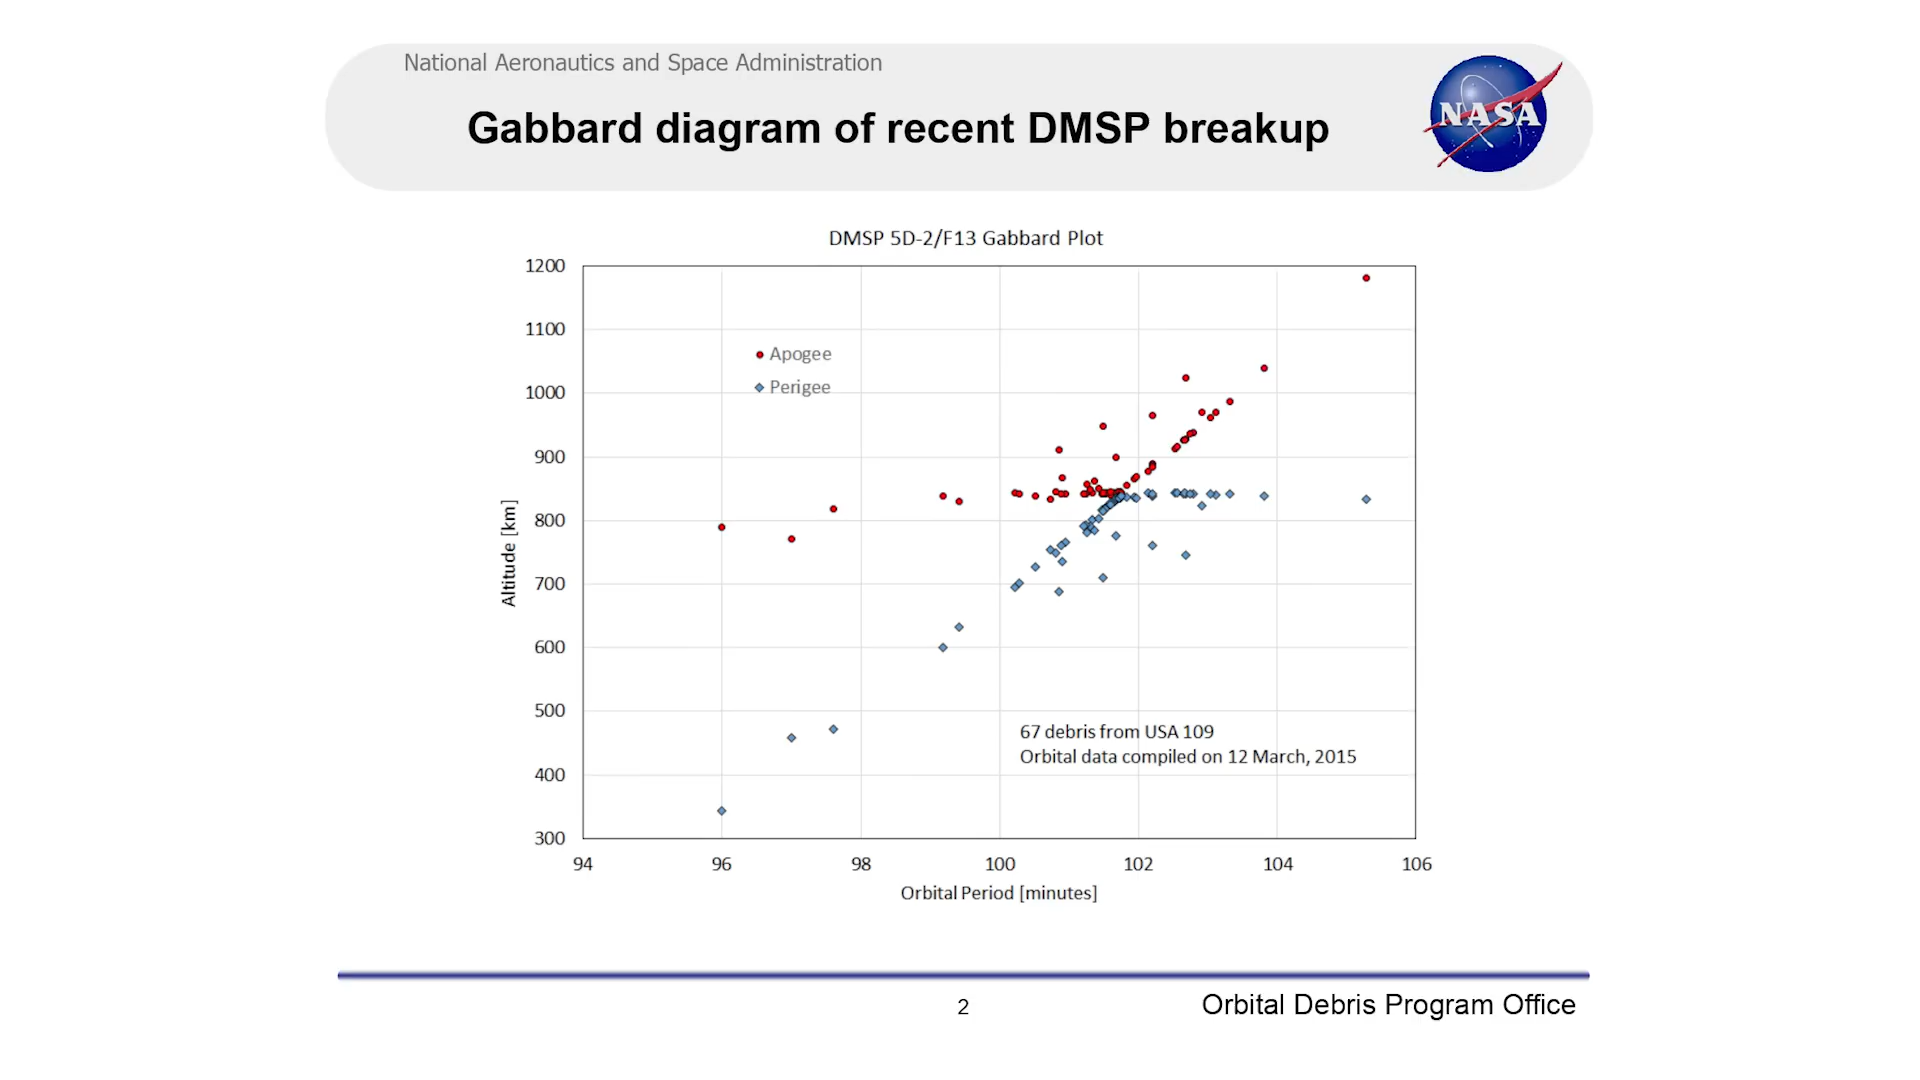 National Aeronautics and Space Administration
Gabbard diagram of recent DMSP breakup
NASA
DMSP 5D-2/F13 Gabbard Plot
1200
1100
1000
900
800
700
600
500
400
300
Altitude [km]
Apogee
Perigee
67 debris from USA 109
Orbital data compiled on 12 March, 2015
94 96 98 100 102 104 106
Orbital Period [minutes]
2
Orbital Debris Program Office